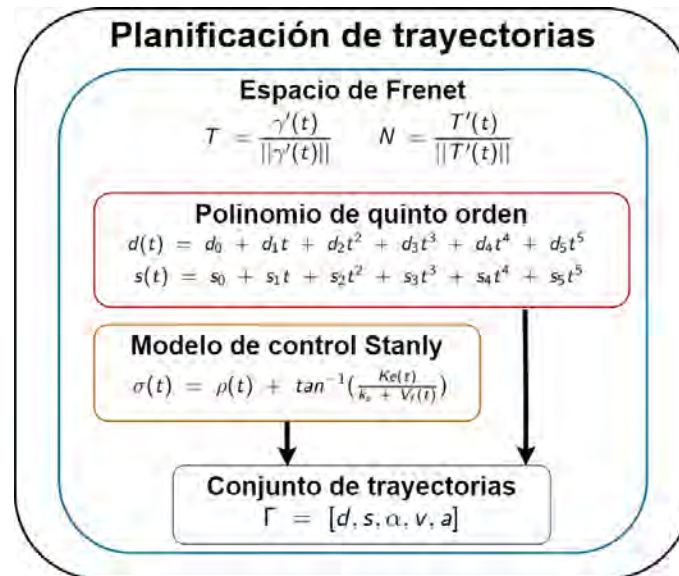 Planificación de trayectorias
Espacio de Frenet
T = γ′(t) / ||γ′(t)||    N = T′(t) / ||T′(t)||
Polinomio de quinto orden
d(t) = d₀ + d₁t + d₂t² + d₃t³ + d₄t⁴ + d₅t⁵
s(t) = s₀ + s₁t + s₂t² + s₃t³ + s₄t⁴ + s₅t⁵
Modelo de control Stanly
σ(t) = ρ(t) + tan⁻¹(Ke(t) / kₛ + Vf(t))
Conjunto de trayectorias
Γ = [d, s, α, v, a]